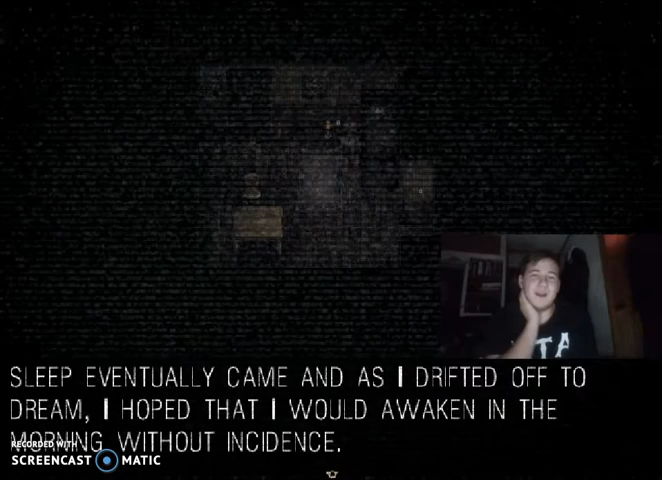 SLEEP EVENTUALLY CAME AND AS I DRIFTED OFF TO
DREAM, I HOPED THAT I WOULD AWAKEN IN THE
MORNING WITHOUT INCIDENCE.
RECORDED WITH
SCREENCAST MATIC